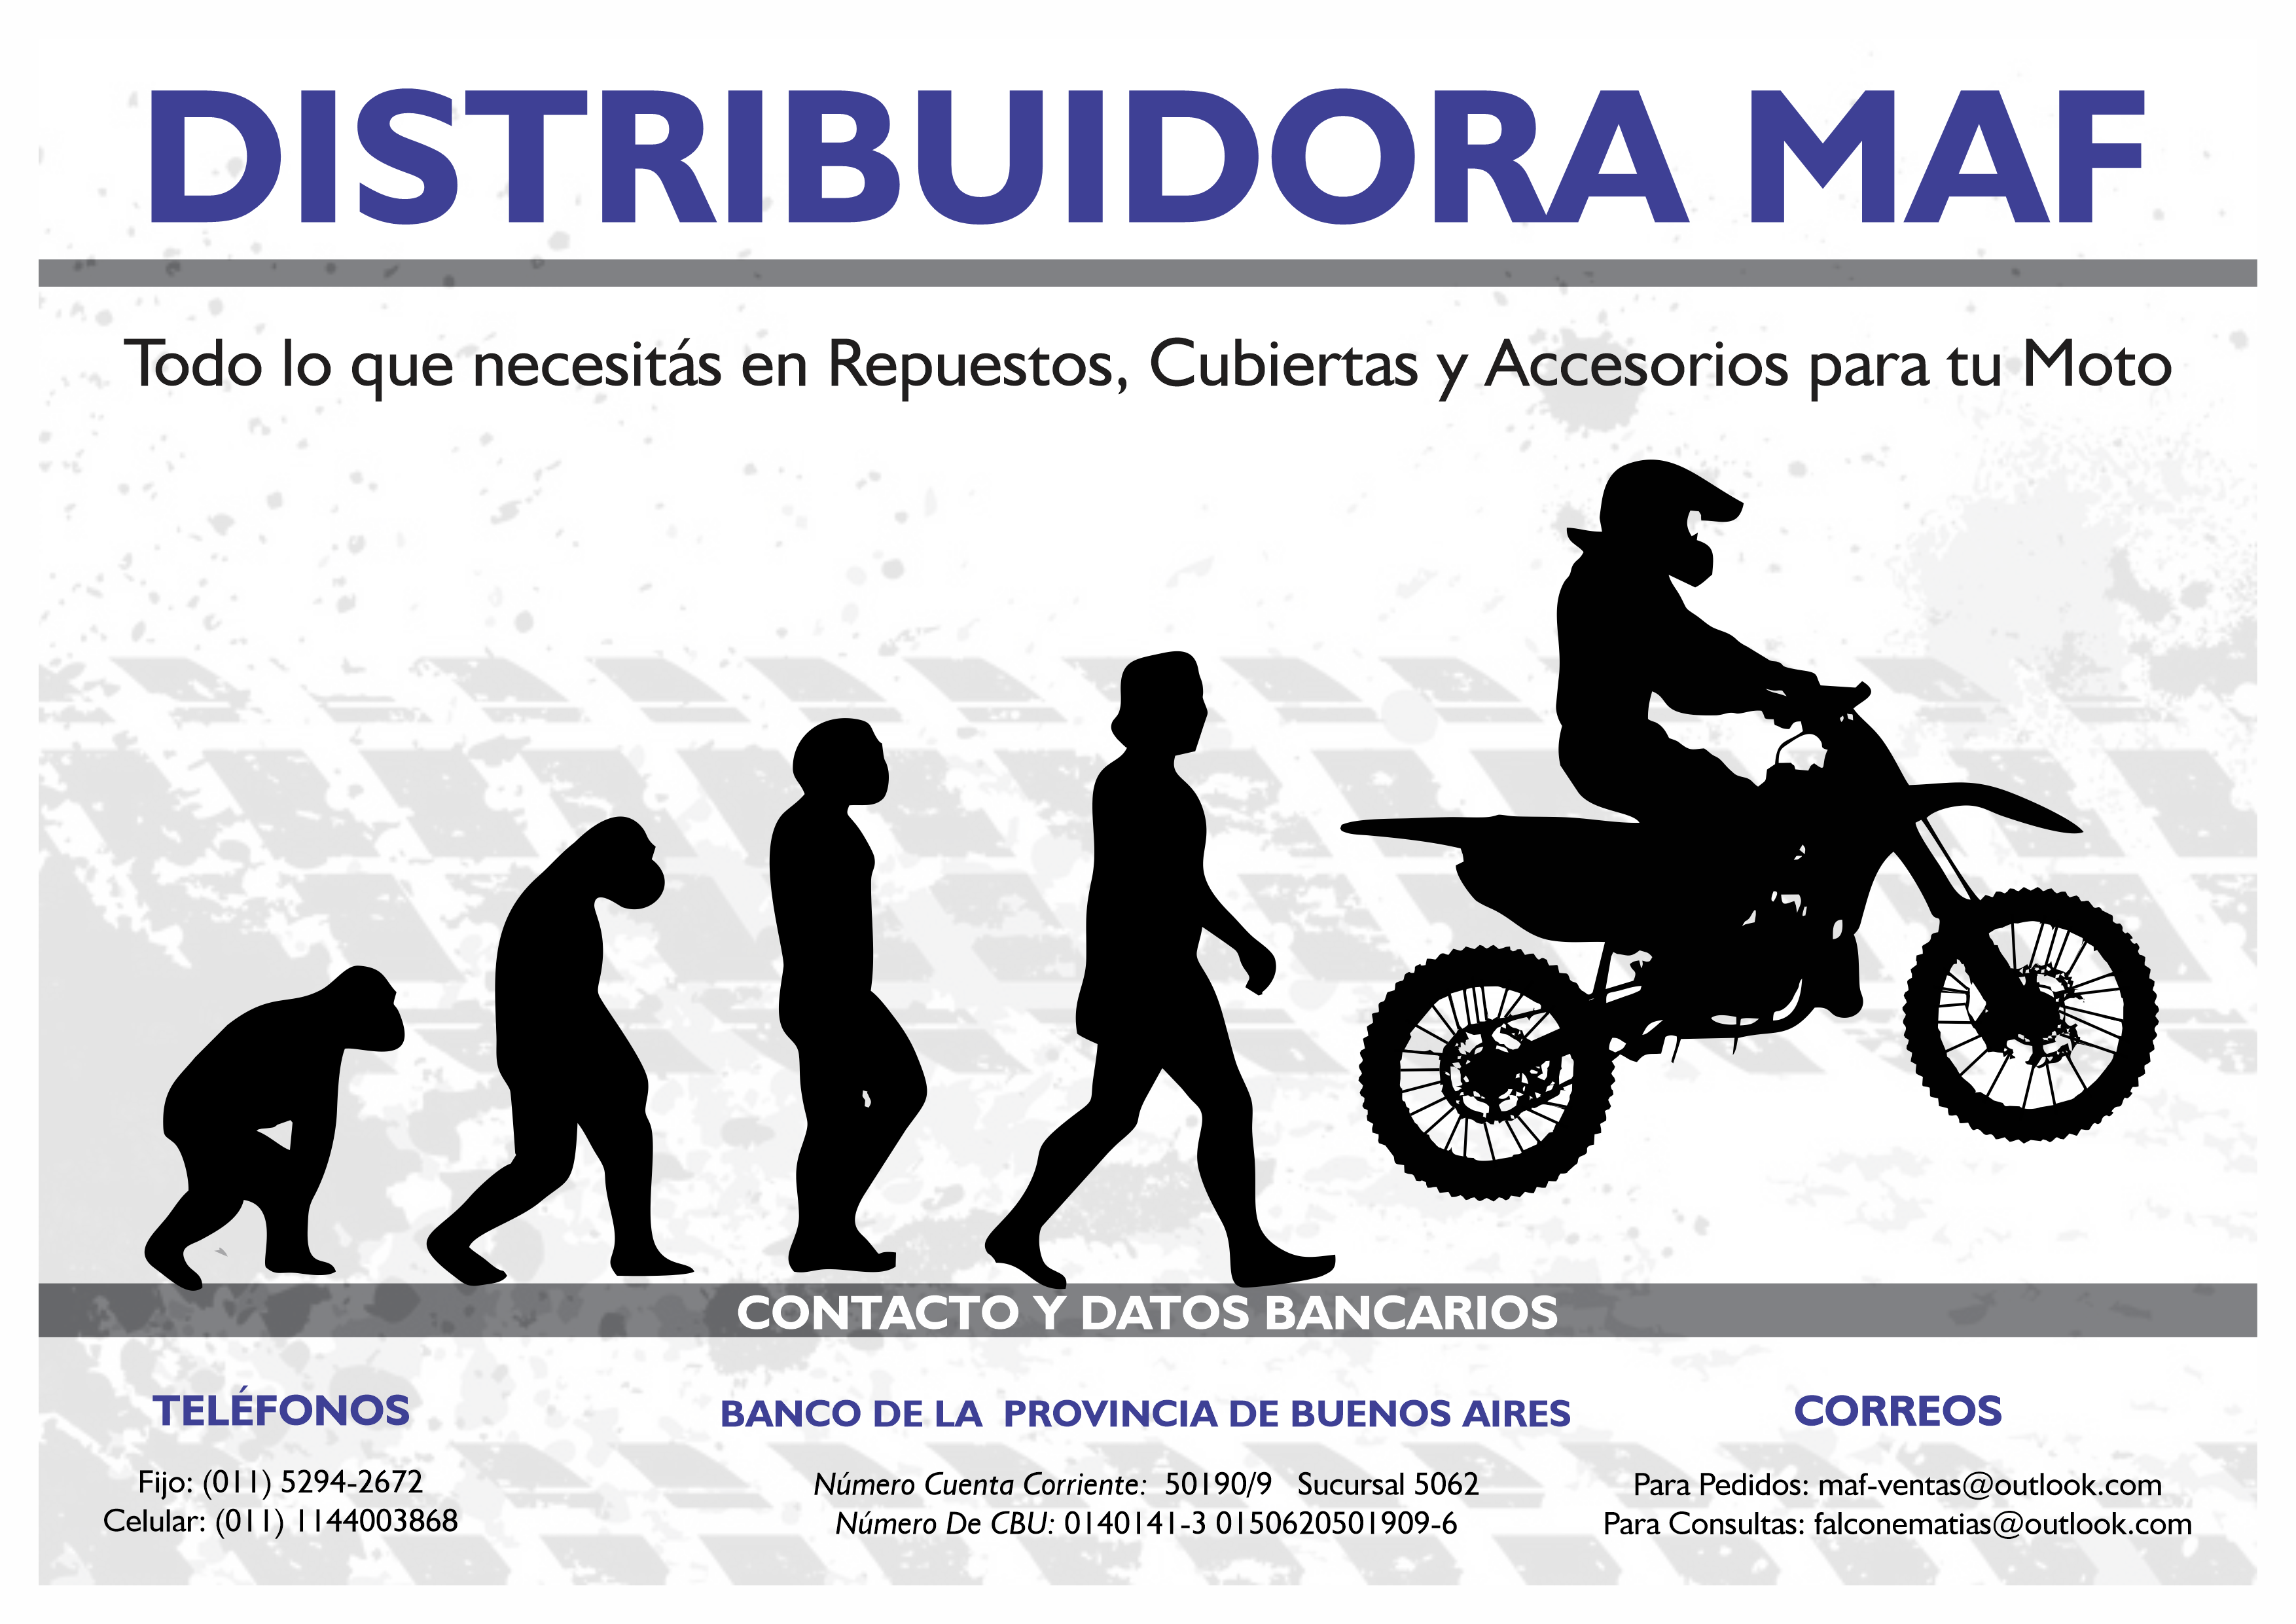 DISTRIBUIDORA MAF
Todo lo que necesitás en Repuestos, Cubiertas y Accesorios para tu Moto
CONTACTO Y DATOS BANCARIOS
TELÉFONOS
Fijo: (011) 5294-2672
Celular: (011) 1144003868
BANCO DE LA PROVINCIA DE BUENOS AIRES
Número Cuenta Corriente: 50190/9 Sucursal 5062
Número De CBU: 0140141-3 0150620501909-6
CORREOS
Para Pedidos: maf-ventas@outlook.com
Para Consultas: falconematias@outlook.com